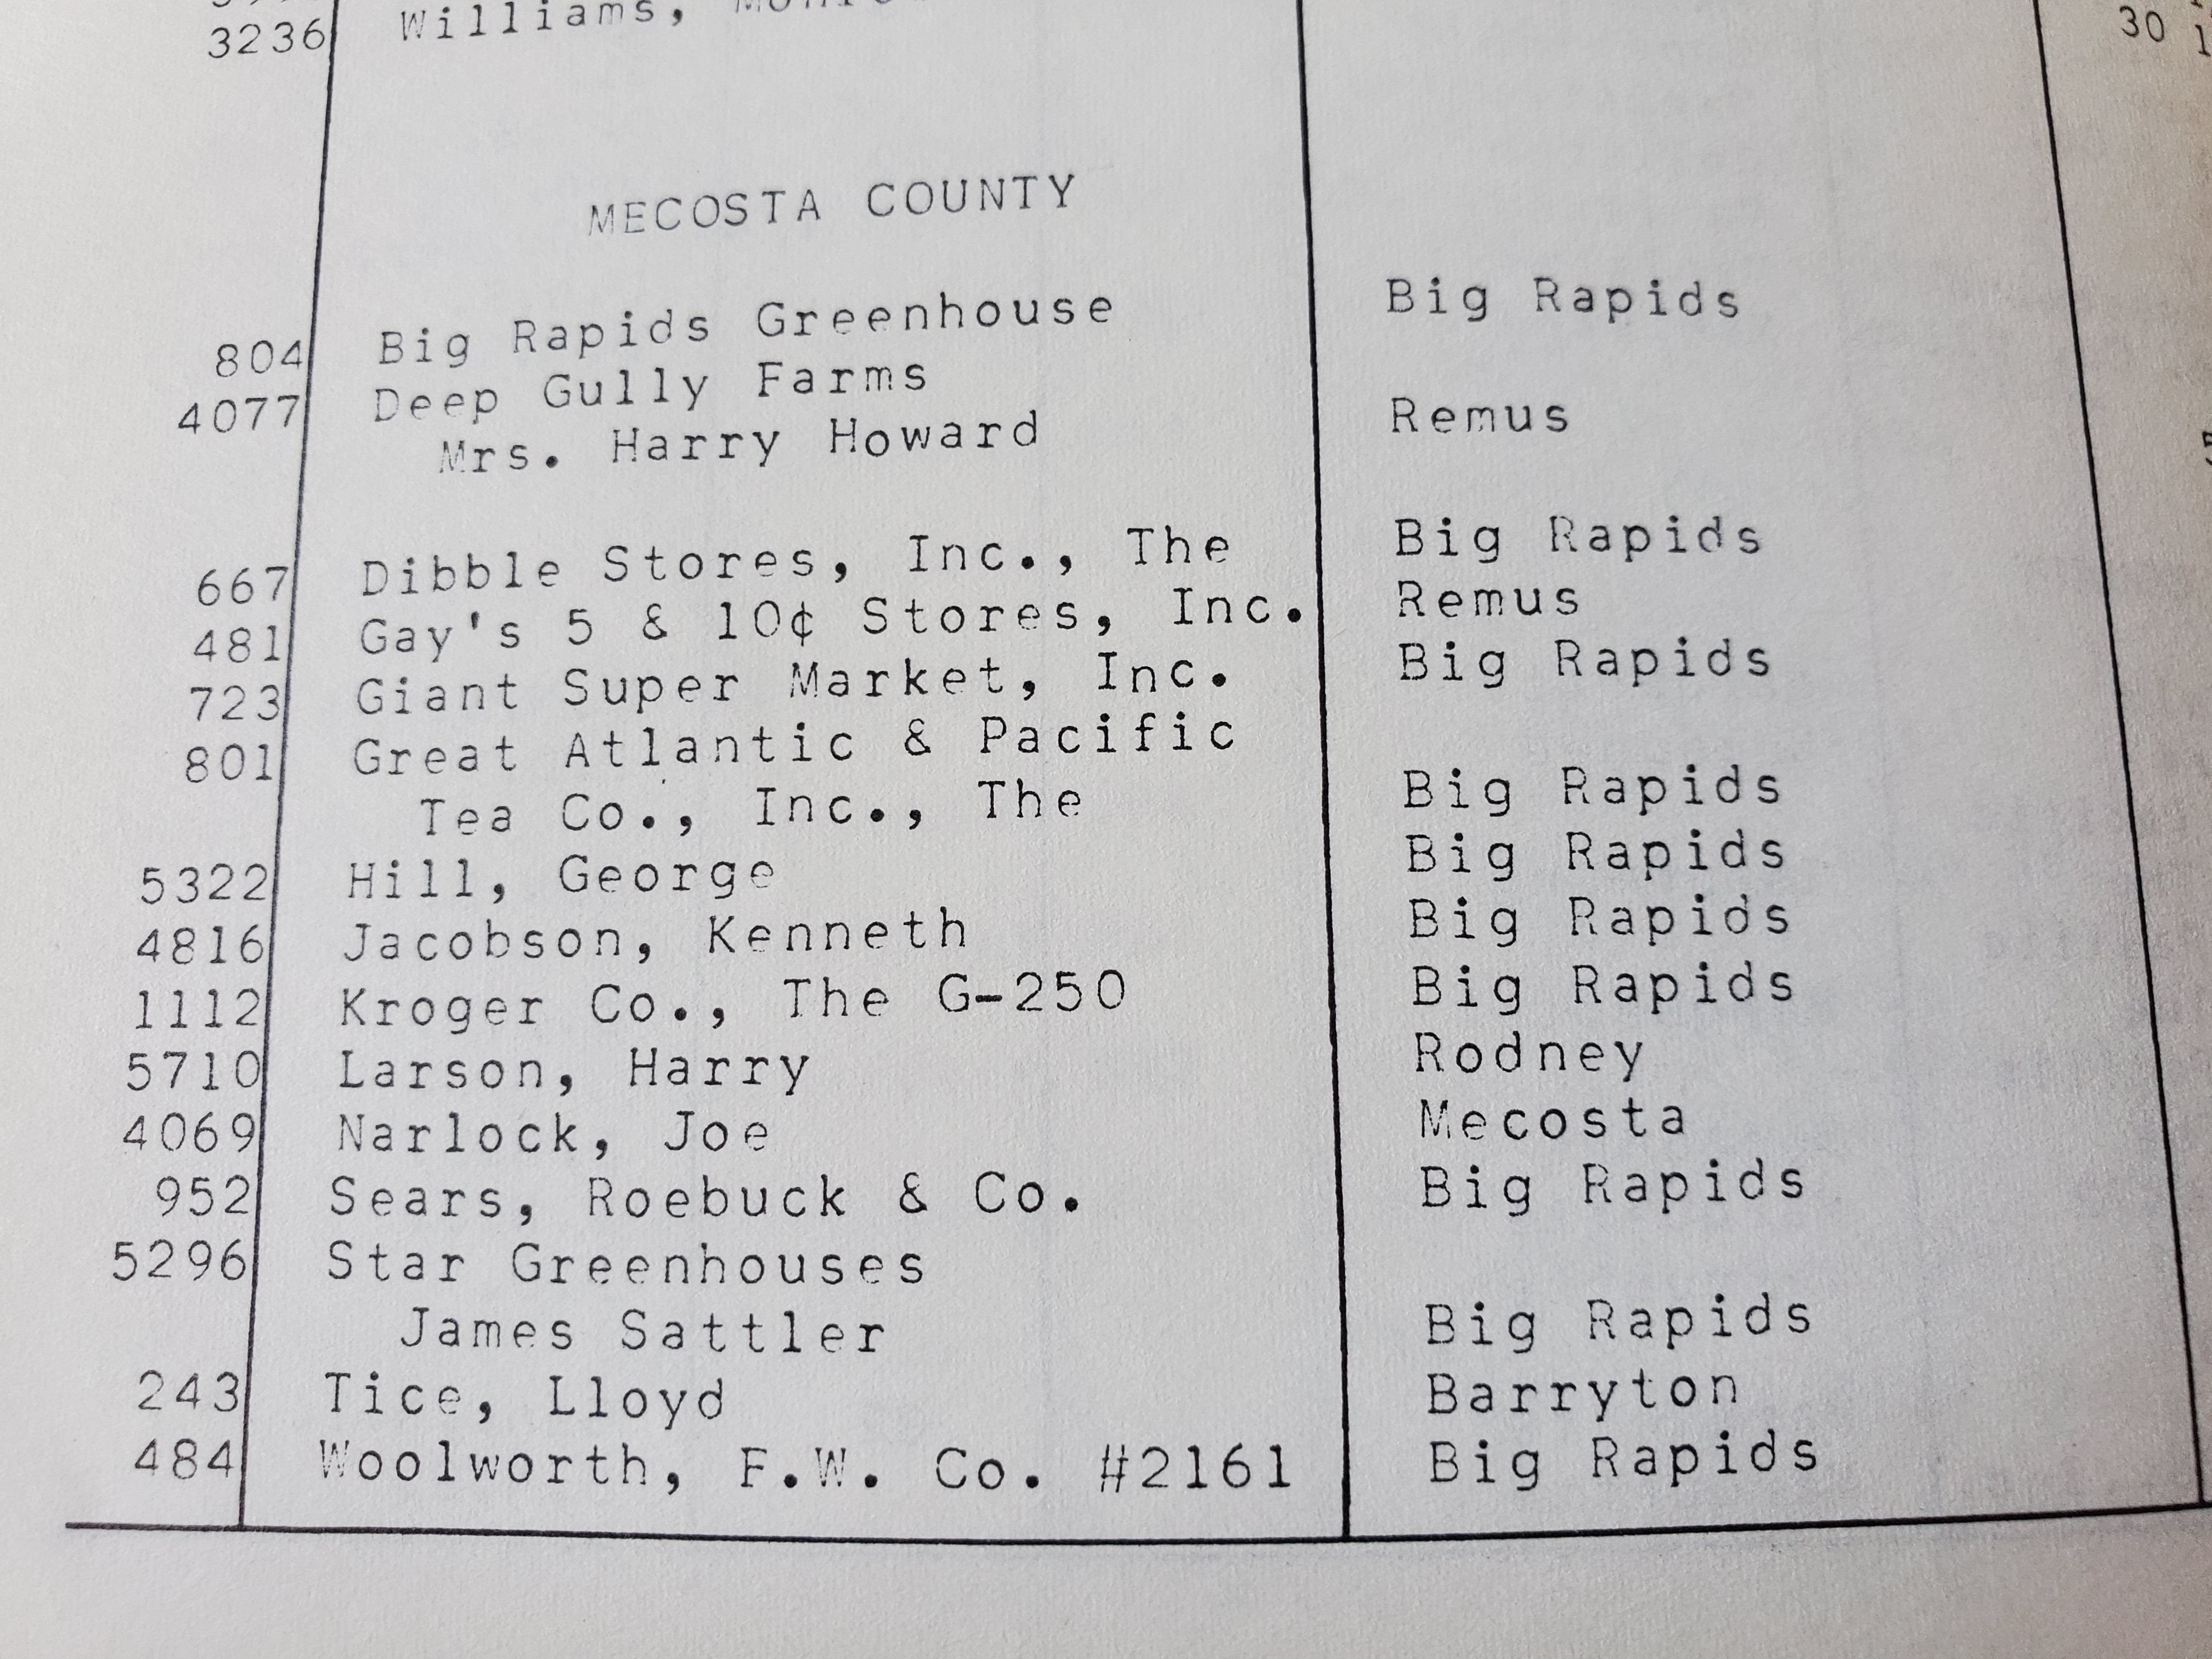 3236 Williams,
30
MECOSTA COUNTY
804 Big Rapids Greenhouse Big Rapids
4077 Deep Gully Farms
Mrs. Harry Howard Remus
667 Dibble Stores, Inc., The Big Rapids
481 Gay's 5 & 10¢ Stores, Inc. Remus
723 Giant Super Market, Inc. Big Rapids
801 Great Atlantic & Pacific
Tea Co., Inc., The Big Rapids
5322 Hill, George Big Rapids
4816 Jacobson, Kenneth Big Rapids
1112 Kroger Co., The G-250 Big Rapids
5710 Larson, Harry Rodney
4069 Narlock, Joe Mecosta
952 Sears, Roebuck & Co. Big Rapids
5296 Star Greenhouses
James Sattler Big Rapids
243 Tice, Lloyd Barryton
484 Woolworth, F.W. Co. #2161 Big Rapids